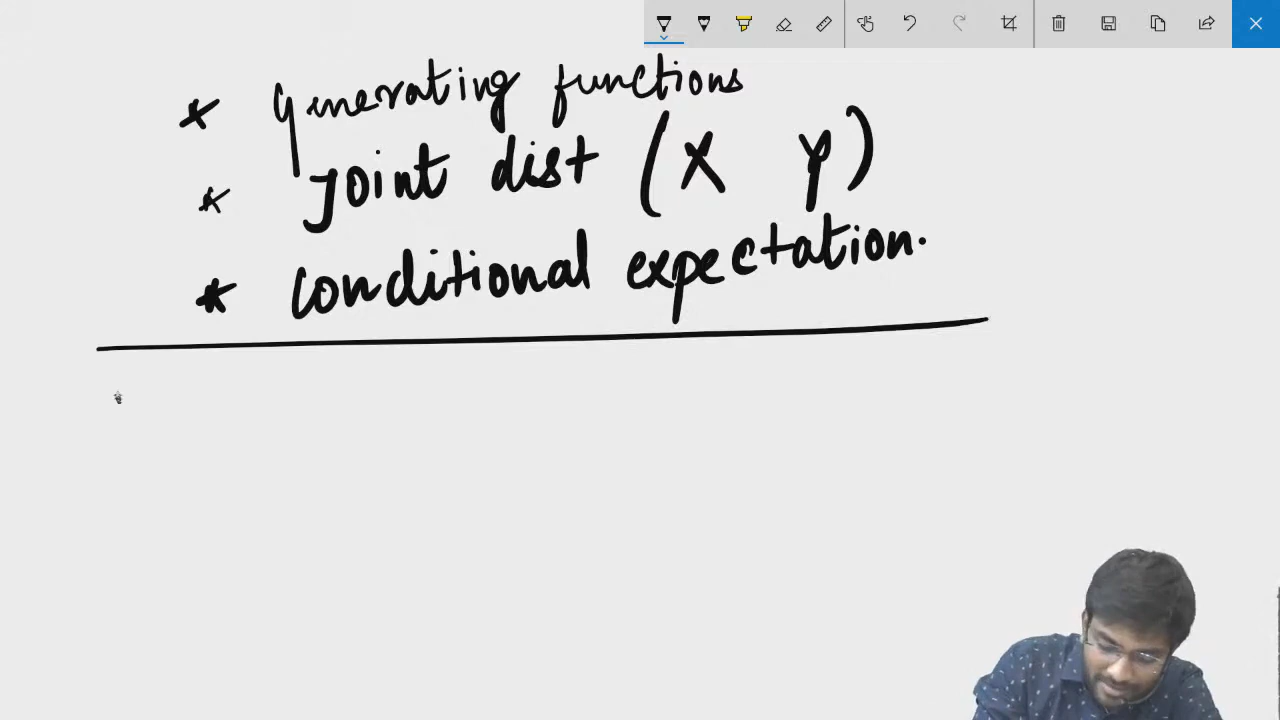 * Generating functions
* Joint dist (X Y)
* Conditional expectation.